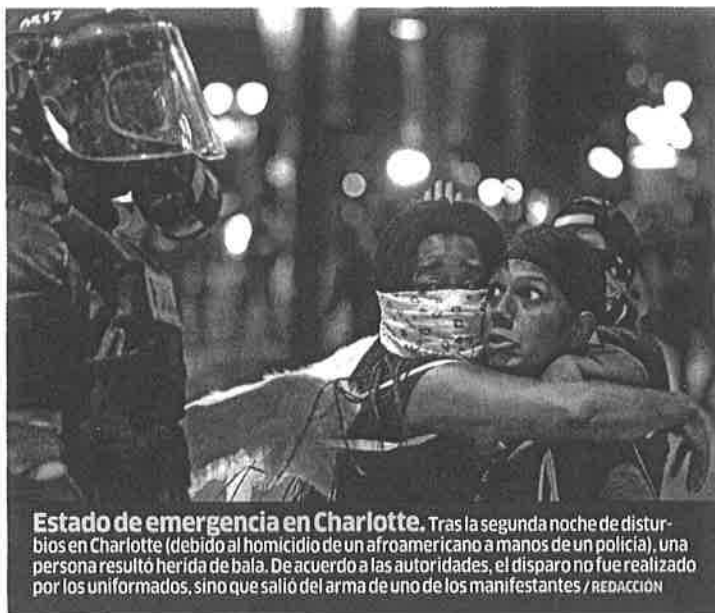 Estado de emergencia en Charlotte. Tras la segunda noche de distur-
bios en Charlotte (debido al homicidio de un afroamericano a manos de un policía), una
persona resultó herida de bala. De acuerdo a las autoridades, el disparo no fue realizado
por los uniformados, sino que salió del arma de uno de los manifestantes / REDACCIÓN